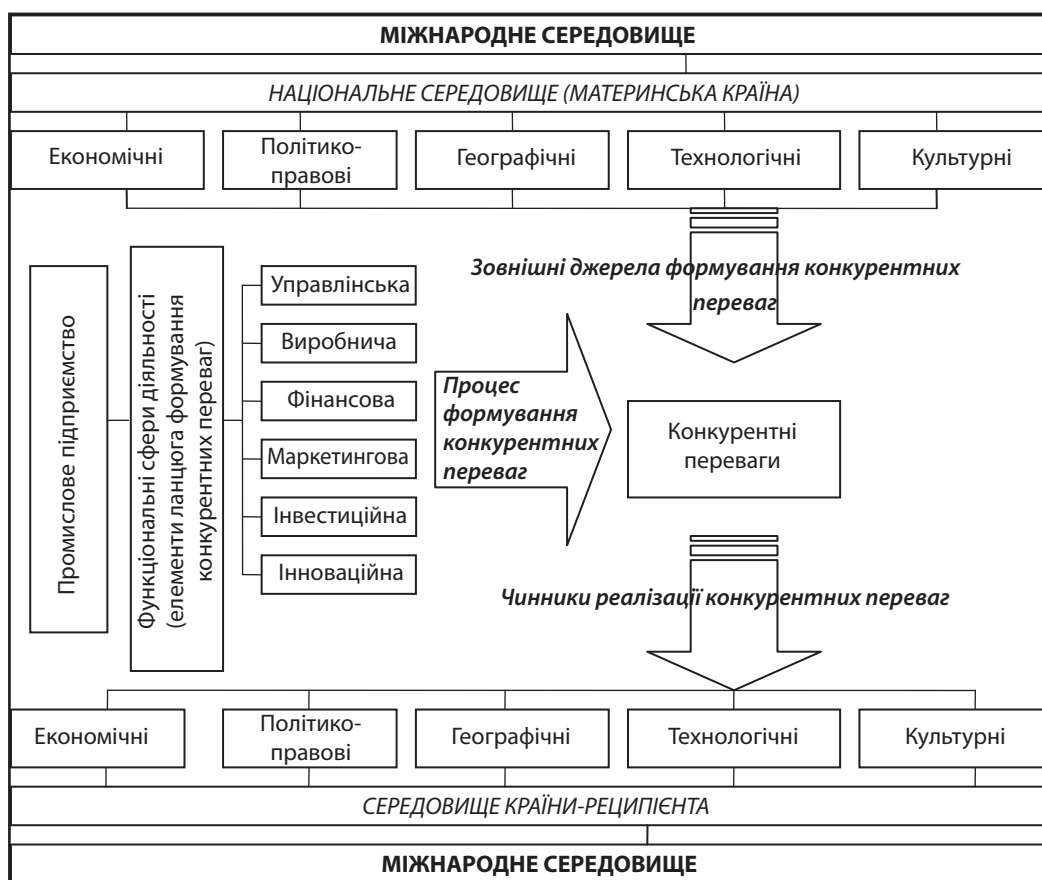 МІЖНАРОДНЕ СЕРЕДОВИЩЕ
НАЦІОНАЛЬНЕ СЕРЕДОВИЩЕ (МАТЕРИНСЬКА КРАЇНА)
Економічні
Політико-
правові
Географічні
Технологічні
Культурні
Зовнішні джерела формування конкурентних
переваг
Промислове підприємство
Функціональні сфери діяльності
(елементи ланцюга формування
конкурентних переваг)
Управлінська
Виробнича
Фінансова
Маркетингова
Інвестиційна
Інноваційна
Процес
формування
конкурентних
переваг
Конкурентні
переваги
Чинники реалізації конкурентних переваг
Економічні
Політико-
правові
Географічні
Технологічні
Культурні
СЕРЕДОВИЩЕ КРАЇНИ-РЕЦИПІЄНТА
МІЖНАРОДНЕ СЕРЕДОВИЩЕ